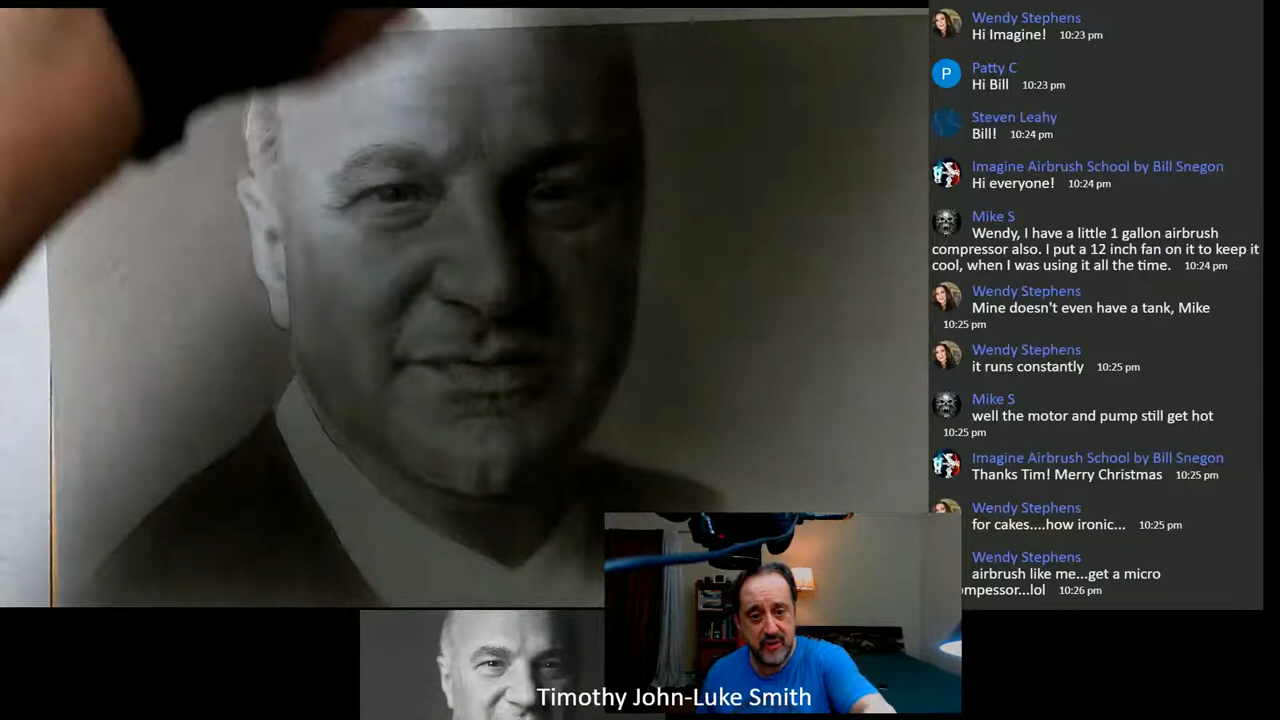 Wendy Stephens
Hi Imagine! 10:23 pm
Patty C
P
Hi Bill 10:23 pm
Steven Leahy
Bill! 10:24 pm
Imagine Airbrush School by Bill Snegon
Hi everyone! 10:24 pm
Mike S
Wendy, I have a little 1 gallon airbrush
compressor also. I put a 12 inch fan on it to keep it
cool, when I was using it all the time. 10:24 pm
Wendy Stephens
Mine doesn't even have a tank, Mike
10:25 pm
Wendy Stephens
it runs constantly 10:25 pm
Mike S
well the motor and pump still get hot
10:25 pm
Imagine Airbrush School by Bill Snegon
Thanks Tim! Merry Christmas 10:25 pm
Wendy Stephens
for cakes....how ironic... 10:25 pm
Wendy Stephens
airbrush like me...get a micro
ompessor...lol 10:26 pm
Timothy John-Luke Smith